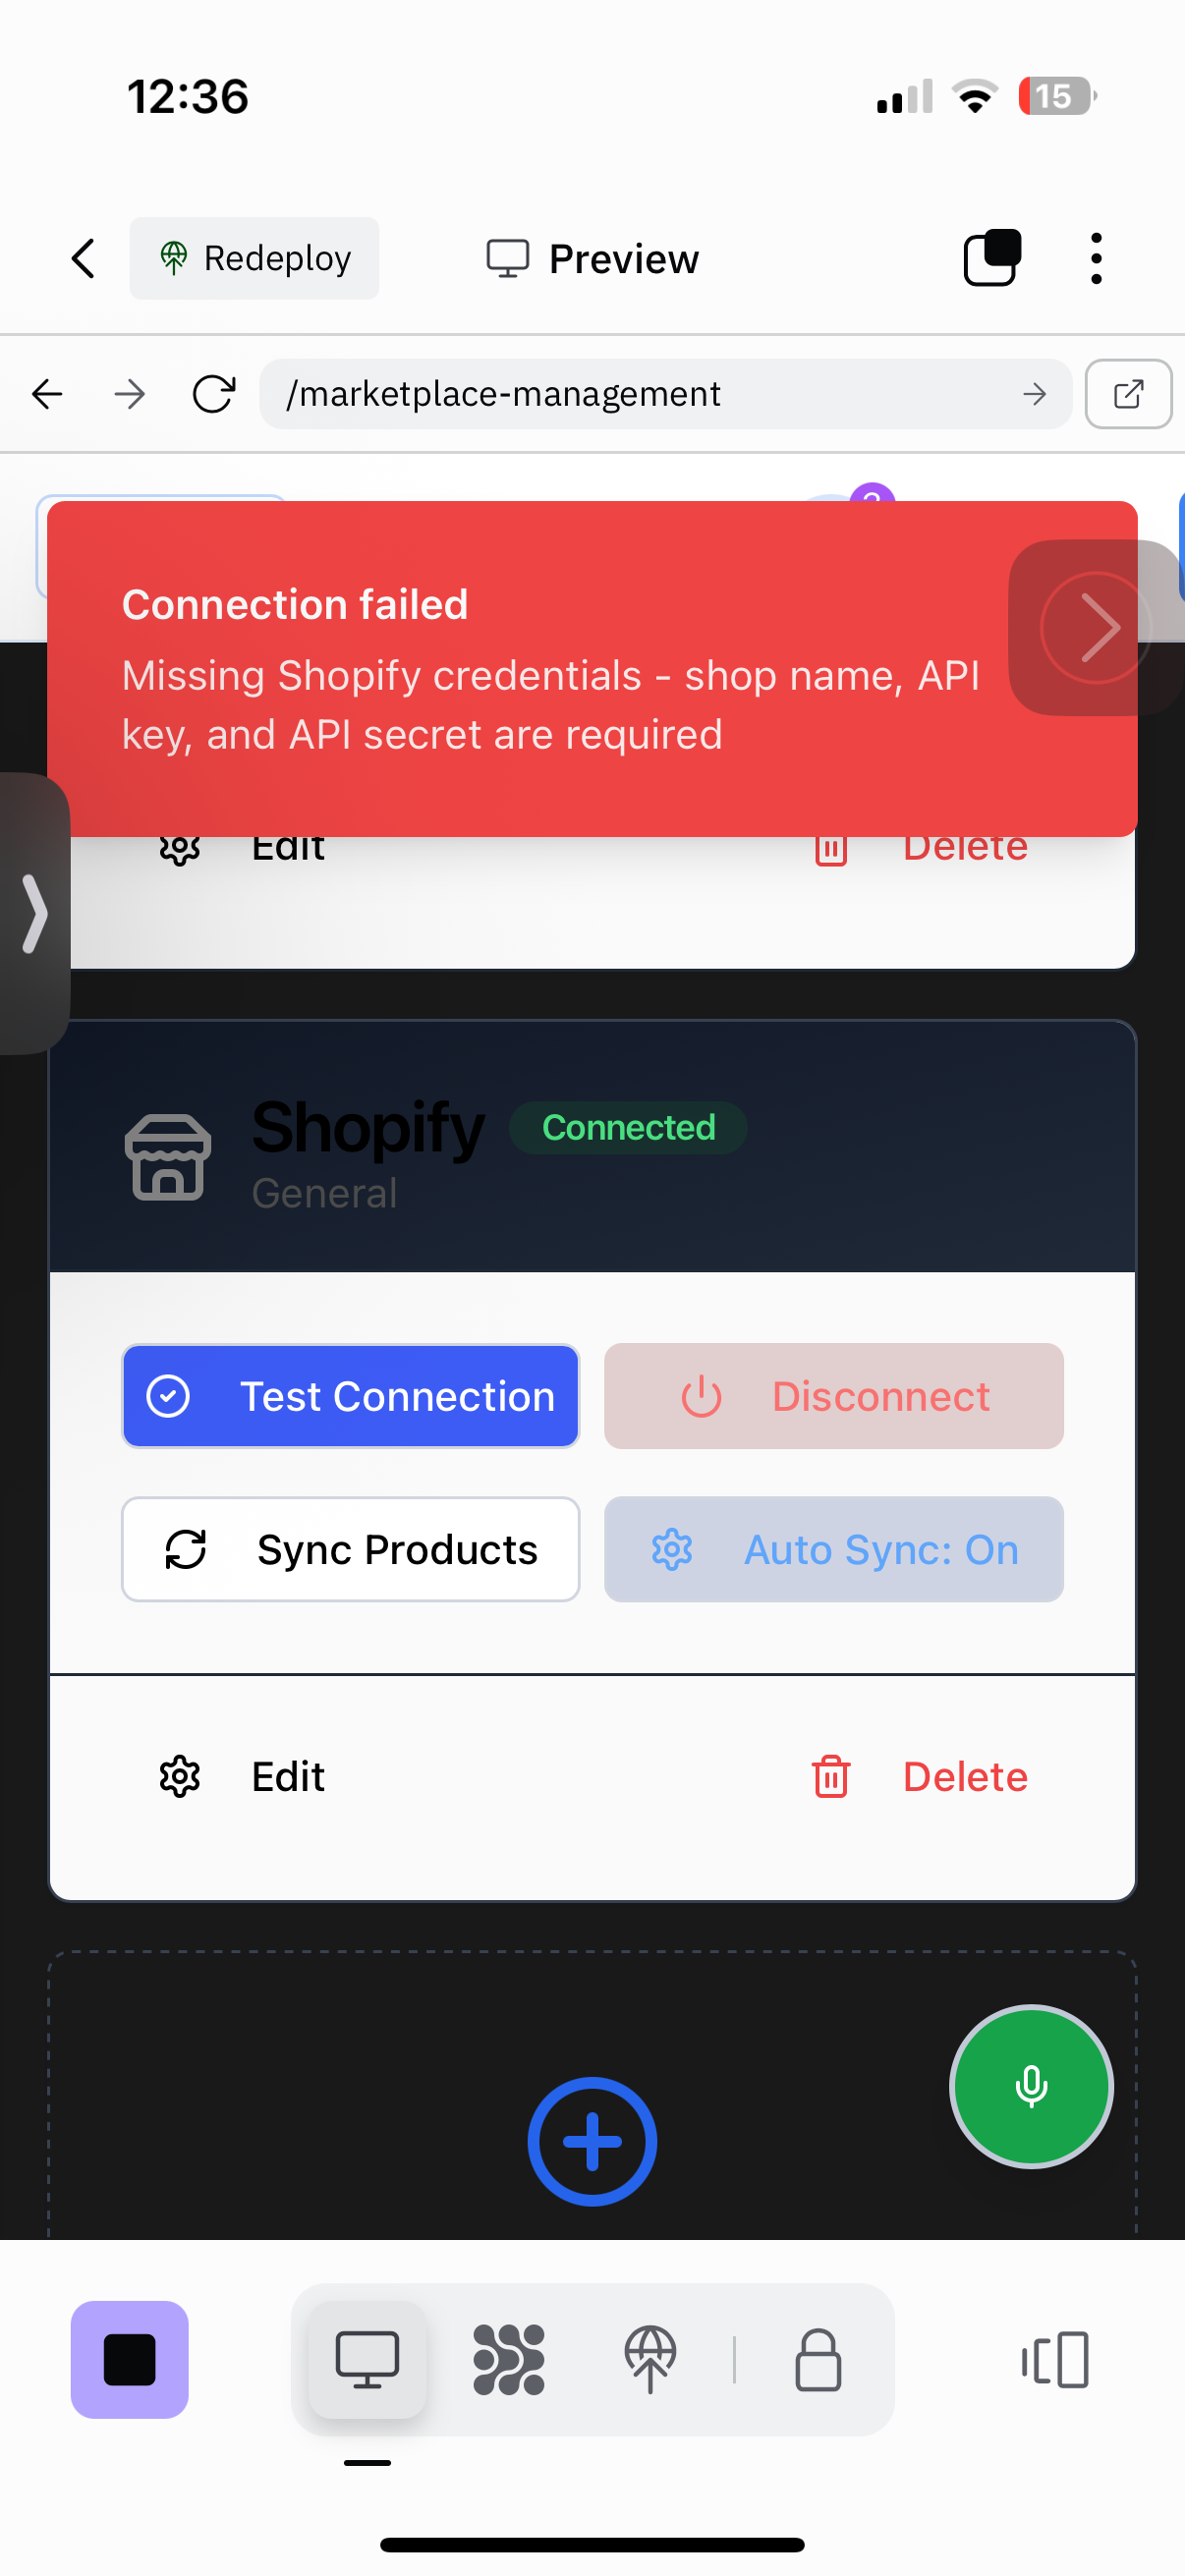 12:36
15
Redeploy
Preview
/marketplace-management
Connection failed
Missing Shopify credentials - shop name, API
key, and API secret are required
Edit
Delete
Shopify
Connected
General
Test Connection
Disconnect
Sync Products
Auto Sync: On
Edit
Delete